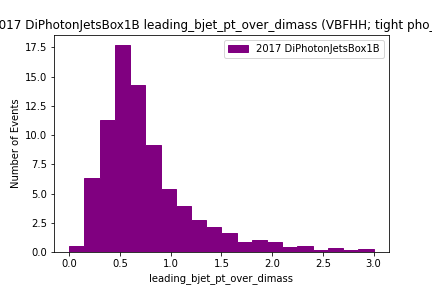 2017 DiPhotonJetsBox1B leading_bjet_pt_over_dimass (VBFHH; tight pho_
2017 DiPhotonJetsBox1B
17.5
15.0
12.5
10.0
7.5
5.0
2.5
0.0
Number of Events
0.0 0.5 1.0 1.5 2.0 2.5 3.0
leading_bjet_pt_over_dimass